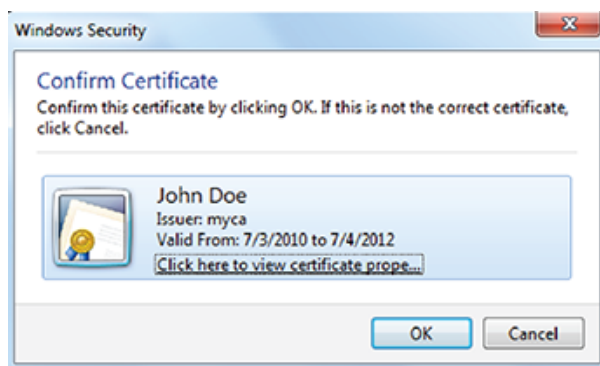 Windows Security
Confirm Certificate
Confirm this certificate by clicking OK. If this is not the correct certificate,
click Cancel.
John Doe
Issuer: myca
Valid From: 7/3/2010 to 7/4/2012
Click here to view certificate prope...
OK
Cancel